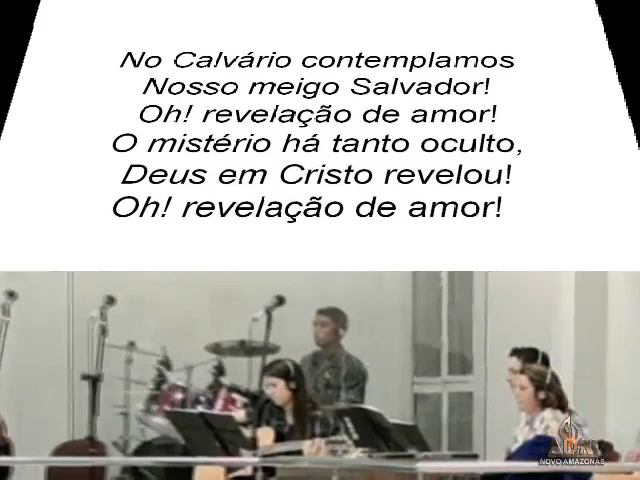 No Calvário contemplamos
Nosso meigo Salvador!
Oh! revelação de amor!
O mistério há tanto oculto,
Deus em Cristo revelou!
Oh! revelação de amor!
NOVO AMAZONAS